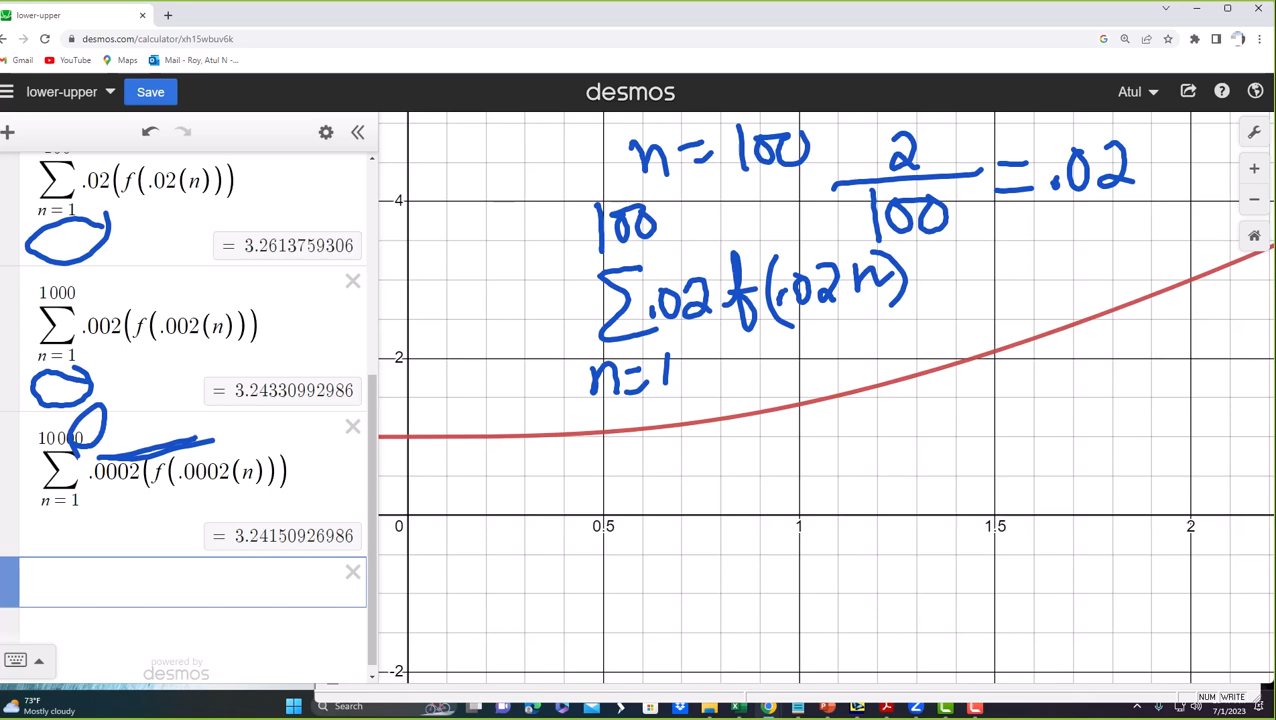 lower-upper
desmos.com/calculator/xh15wbuv6k
Gmail YouTube Maps Mail - Roy, Atul N -...
lower-upper Save desmos Atul
∑ .02(f(.02(n)))
n = 1
= 3.2613759306
1000
∑ .002(f(.002(n)))
n = 1
= 3.24330992986
10000
∑ .0002(f(.0002(n)))
n = 1
= 3.24150926986
powered by
desmos
n = 100 2/100 = .02
100
∑ .02 f(.02 n)
n = 1
4
2
0 0.5 1 1.5 2
-2
NUM WRITE
73°F
Mostly cloudy
Search
7/1/2023